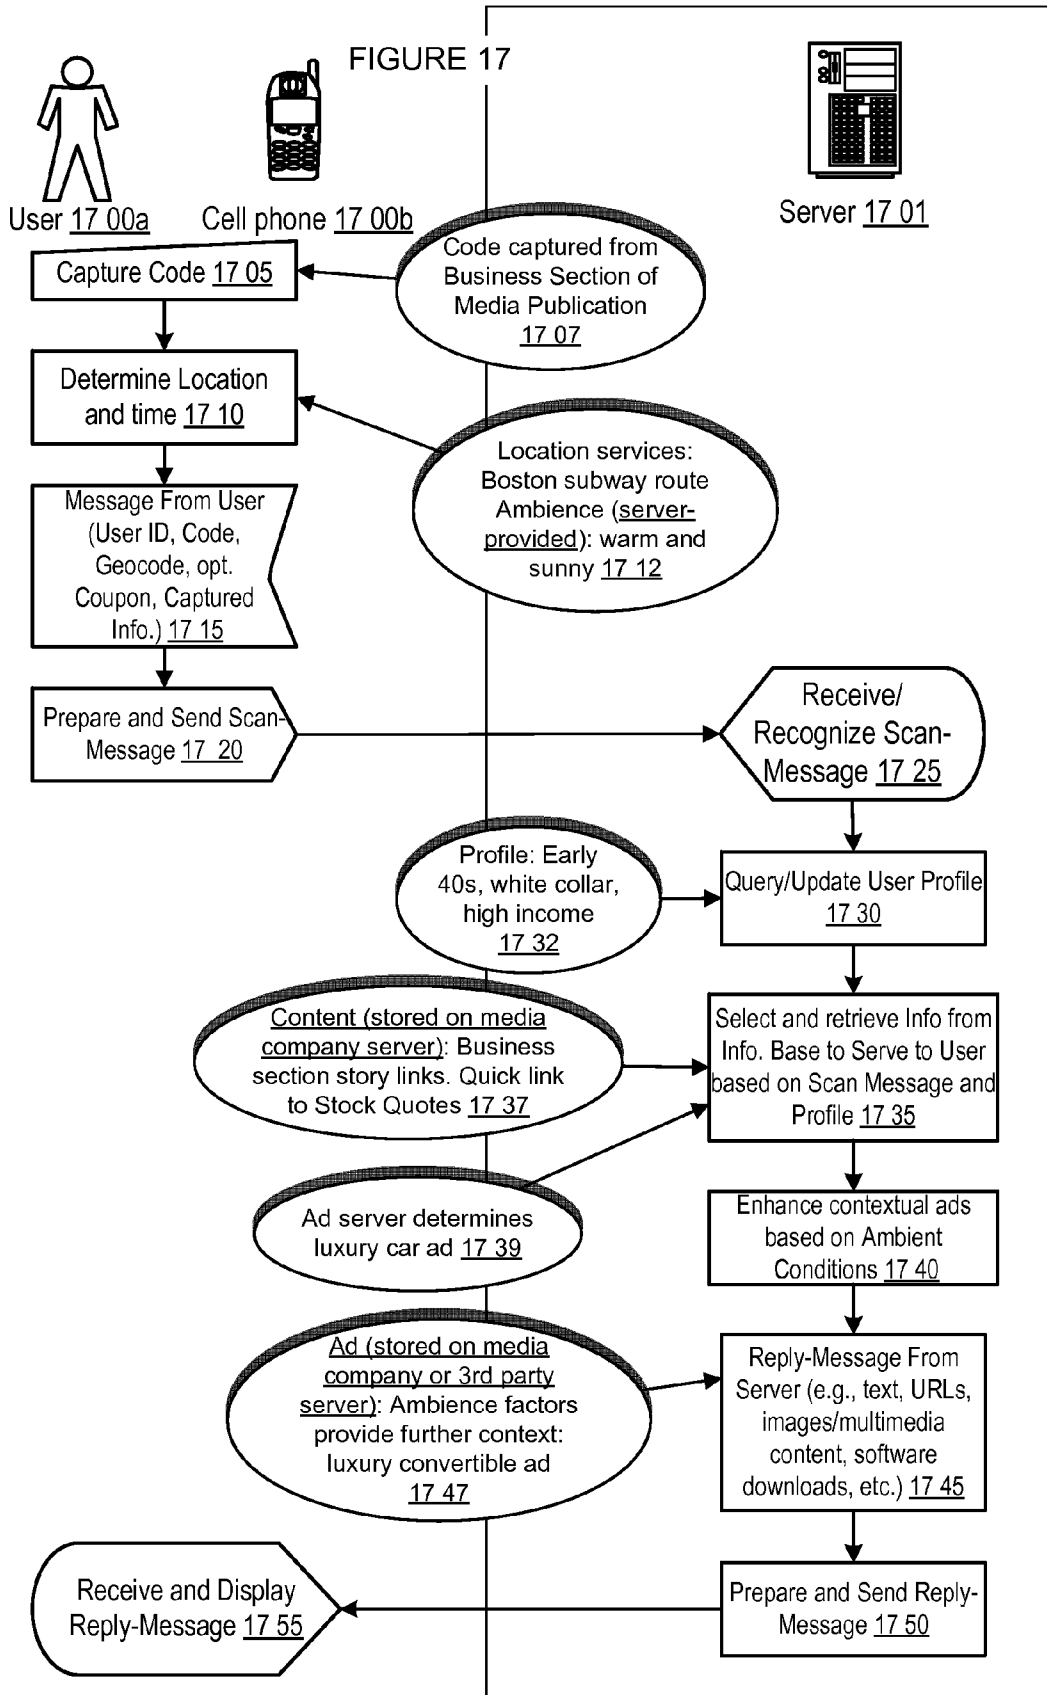 FIGURE 17
User 17 00a
Cell phone 17 00b
Server 17 01
Capture Code 17 05
Code captured from
Business Section of
Media Publication
17 07
Determine Location
and time 17 10
Location services:
Boston subway route
Ambience (server-
provided): warm and
sunny 17 12
Message From User
(User ID, Code,
Geocode, opt.
Coupon, Captured
Info.) 17 15
Prepare and Send Scan-
Message 17 20
Receive/
Recognize Scan-
Message 17 25
Profile: Early
40s, white collar,
high income
17 32
Query/Update User Profile
17 30
Content (stored on media
company server): Business
section story links. Quick link
to Stock Quotes 17 37
Select and retrieve Info from
Info. Base to Serve to User
based on Scan Message and
Profile 17 35
Ad server determines
luxury car ad 17 39
Enhance contextual ads
based on Ambient
Conditions 17 40
Ad (stored on media
company or 3rd party
server): Ambience factors
provide further context:
luxury convertible ad
17 47
Reply-Message From
Server (e.g., text, URLs,
images/multimedia
content, software
downloads, etc.) 17 45
Receive and Display
Reply-Message 17 55
Prepare and Send Reply-
Message 17 50